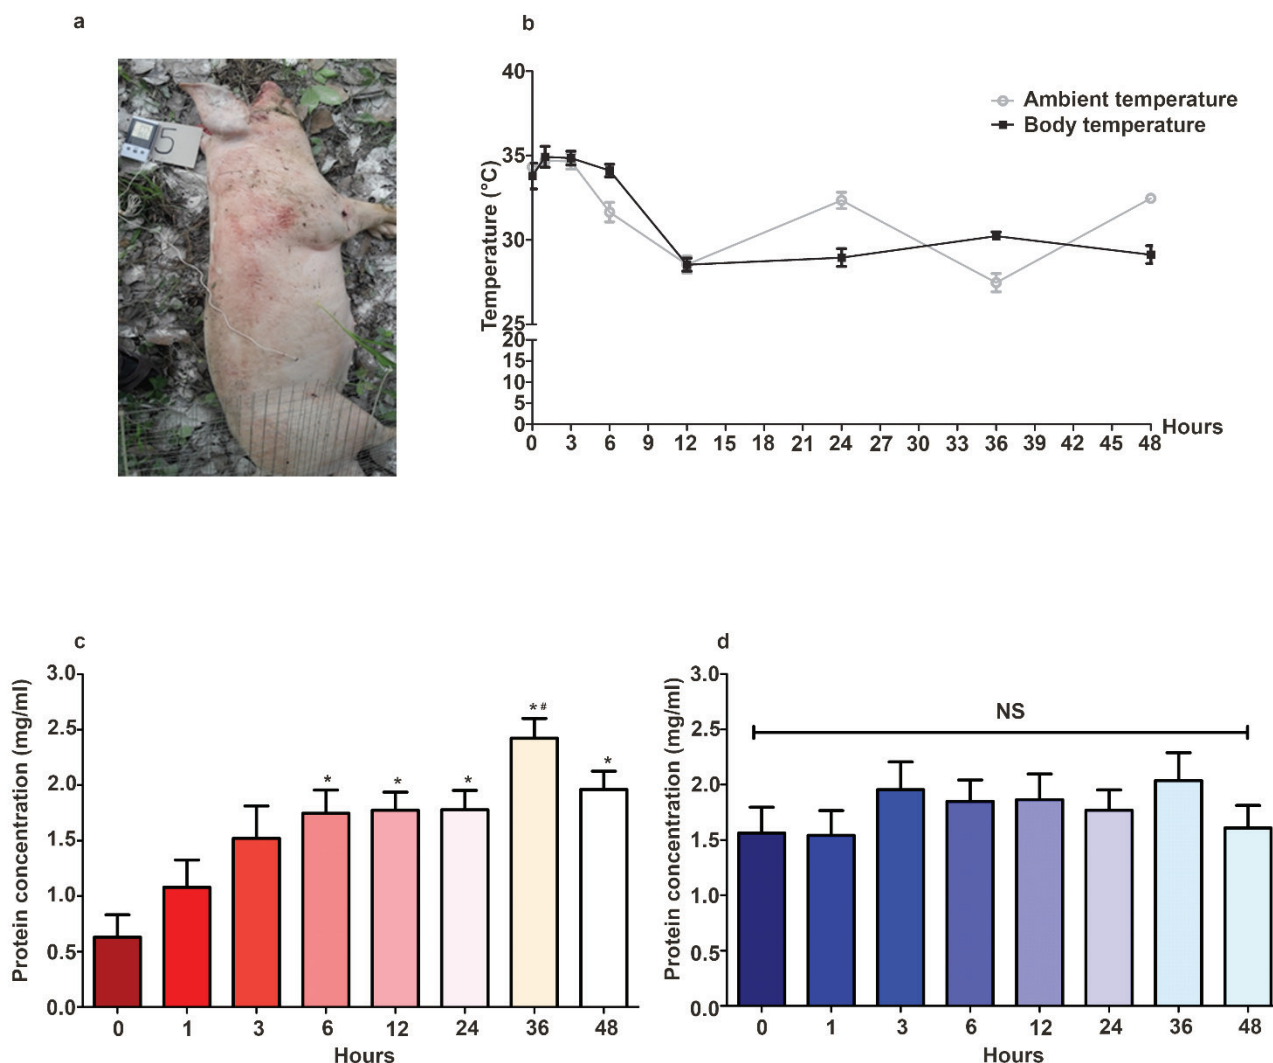 a
5
b
40
35
30
25
20
15
10
5
0
Temperature (°C)
Ambient temperature
Body temperature
0 3 6 9 12 15 18 21 24 27 30 33 36 39 42 45 48
Hours
c
3.0
2.5
2.0
1.5
1.0
0.5
0.0
Protein concentration (mg/ml)
* * * *# *
0 1 3 6 12 24 36 48
Hours
d
3.0
2.5
2.0
1.5
1.0
0.5
0.0
Protein concentration (mg/ml)
NS
0 1 3 6 12 24 36 48
Hours